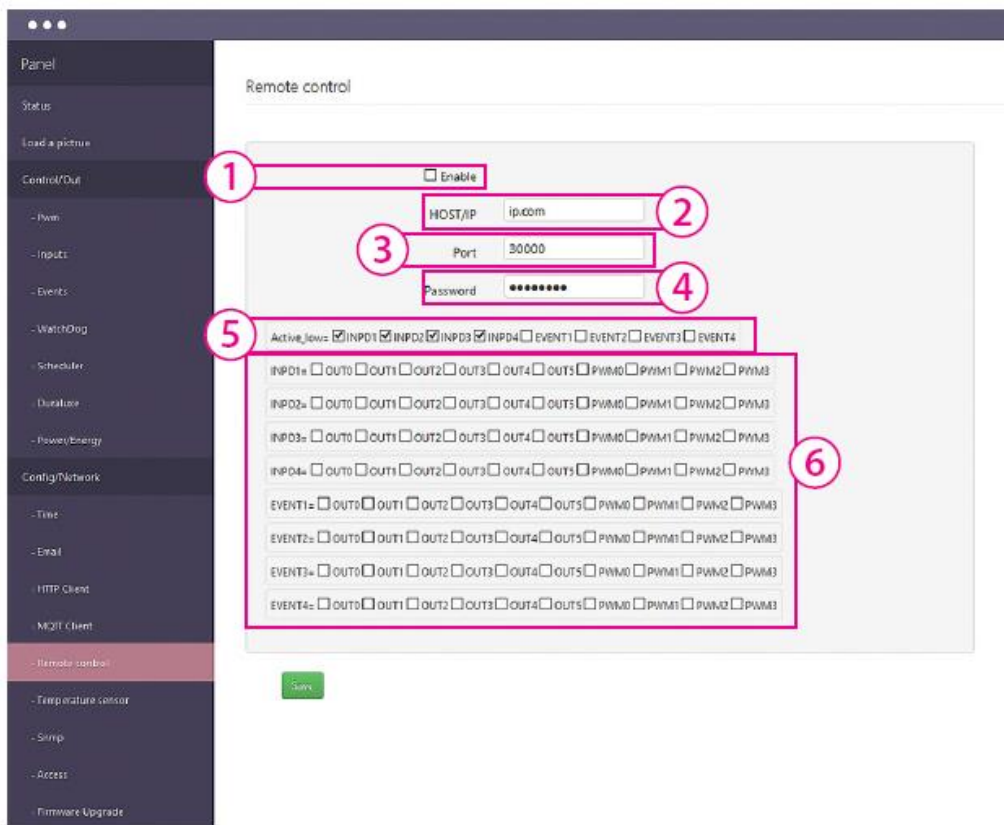 Panel
Status
Load a pictrue
Control/Out
- Pwm
- Inputs
- Events
- WatchDog
- Scheduler
- Dataluxe
- Power/Energy
Config/Network
- Time
- Email
- HTTP Client
- MQTT Client
- Remote control
- Temperature sensor
- Snmp
- Access
- Firmware Upgrade
Remote control
1 Enable
HOST/IP ip.com 2
3 Port 30000
Password 4
5 Active_low= INPD1 INPD2 INPD3 INPD4 EVENT1 EVENT2 EVENT3 EVENT4
INPD1= OUT0 OUT1 OUT2 OUT3 OUT4 OUT5 PWM0 PWM1 PWM2 PWM3
INPD2= OUT0 OUT1 OUT2 OUT3 OUT4 OUT5 PWM0 PWM1 PWM2 PWM3
INPD3= OUT0 OUT1 OUT2 OUT3 OUT4 OUT5 PWM0 PWM1 PWM2 PWM3
INPD4= OUT0 OUT1 OUT2 OUT3 OUT4 OUT5 PWM0 PWM1 PWM2 PWM3
6
EVENT1= OUT0 OUT1 OUT2 OUT3 OUT4 OUT5 PWM0 PWM1 PWM2 PWM3
EVENT2= OUT0 OUT1 OUT2 OUT3 OUT4 OUT5 PWM0 PWM1 PWM2 PWM3
EVENT3= OUT0 OUT1 OUT2 OUT3 OUT4 OUT5 PWM0 PWM1 PWM2 PWM3
EVENT4= OUT0 OUT1 OUT2 OUT3 OUT4 OUT5 PWM0 PWM1 PWM2 PWM3
Save